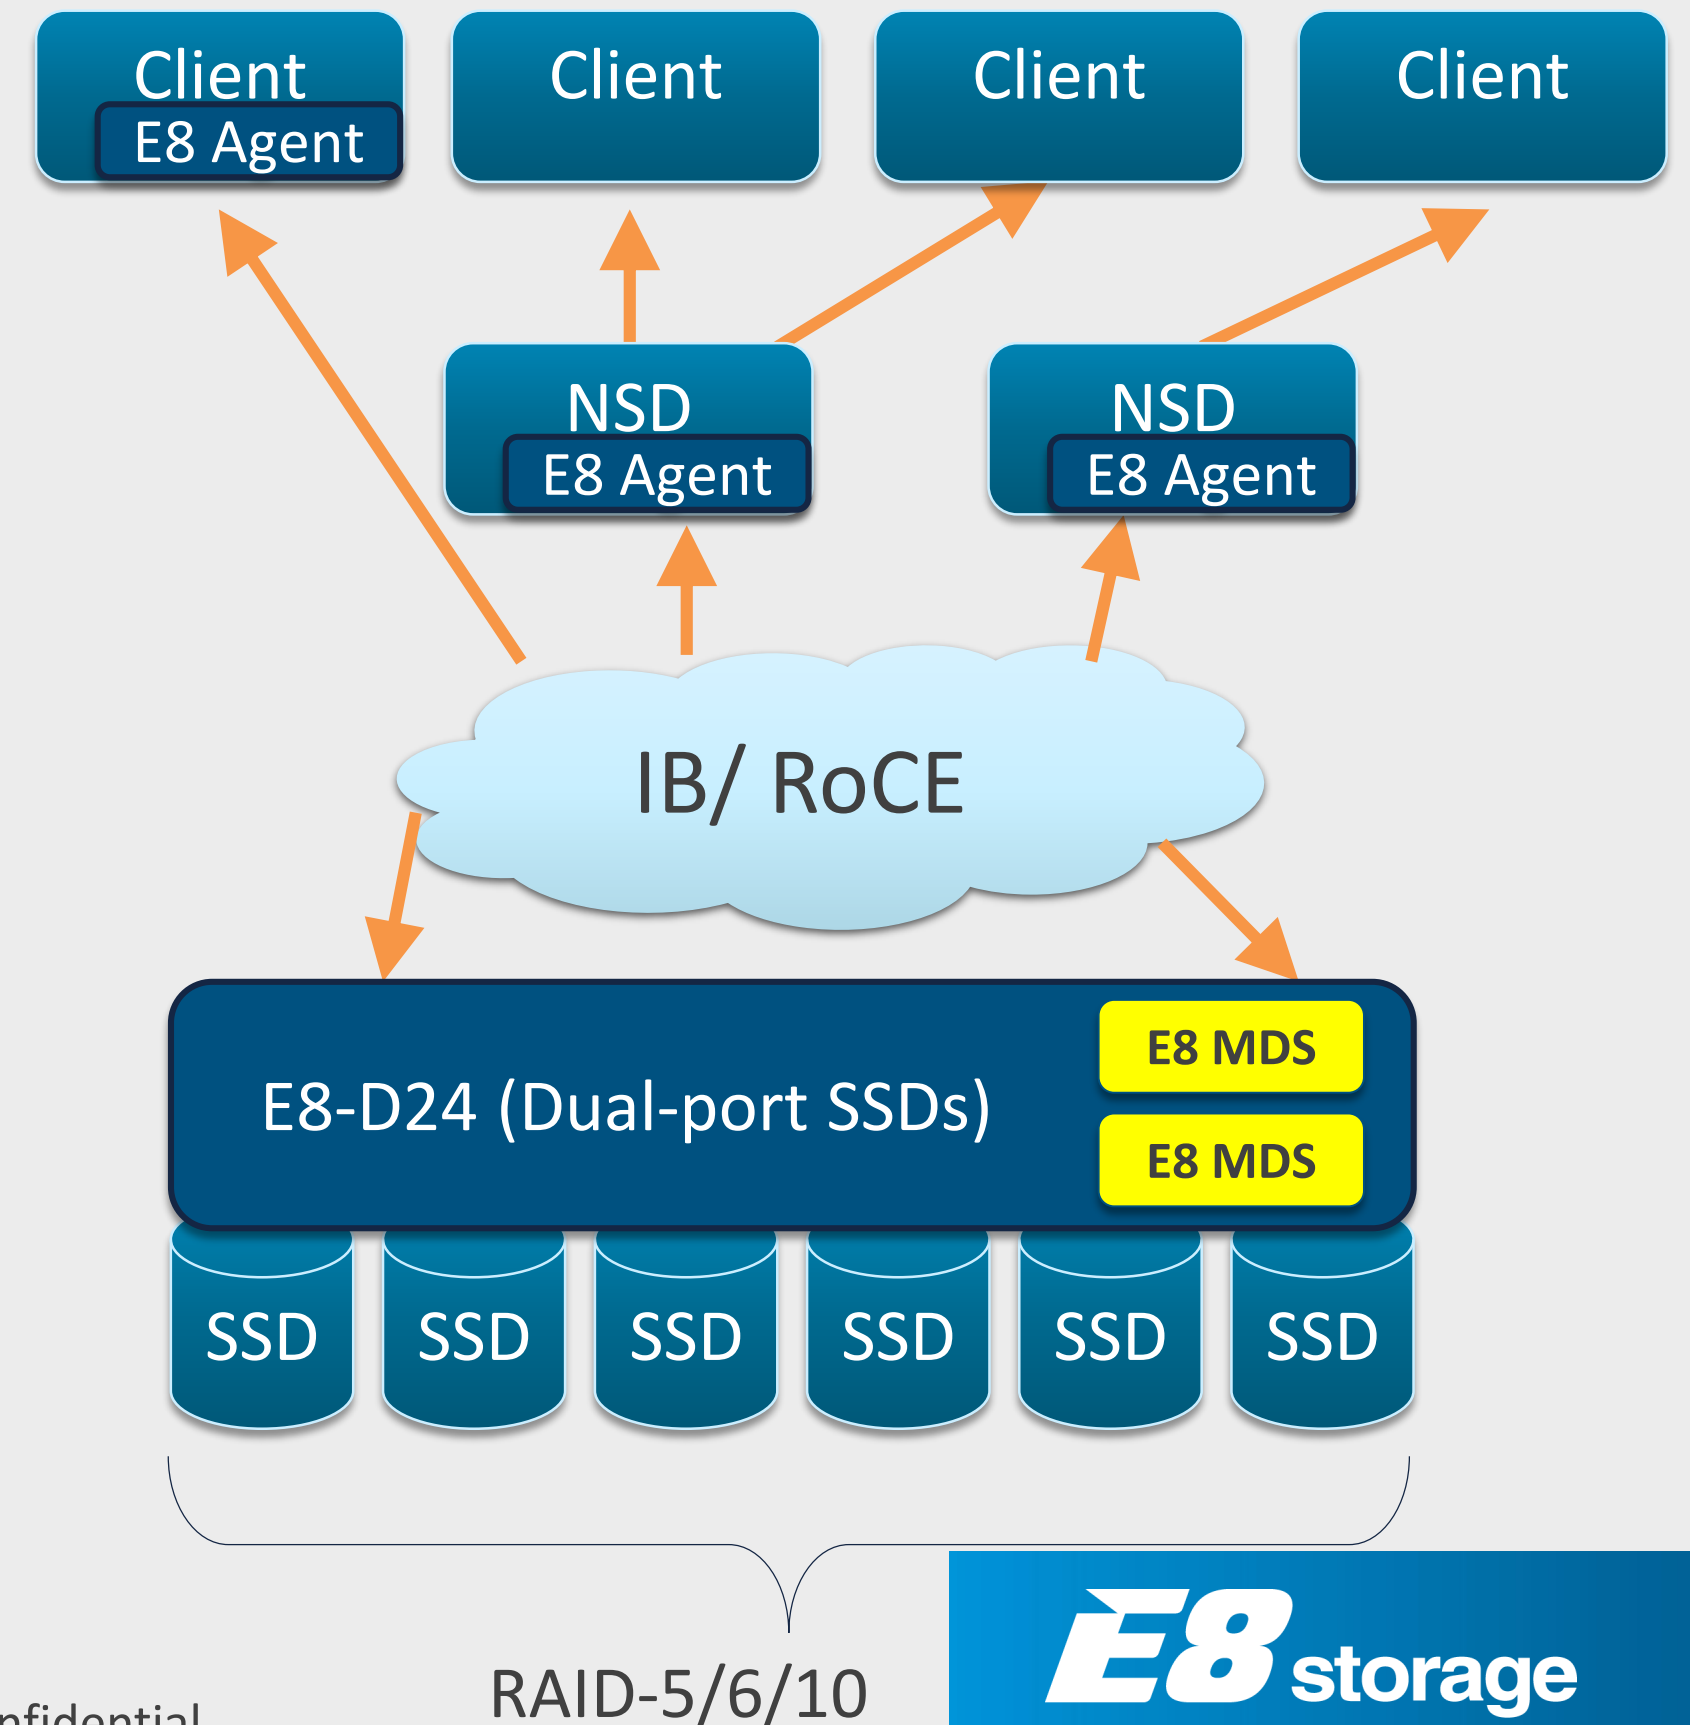 Client
Client
Client
Client
E8 Agent
NSD
NSD
E8 Agent
E8 Agent
IB/ RoCE
E8-D24 (Dual-port SSDs)
E8 MDS
E8 MDS
SSD
SSD
SSD
SSD
SSD
SSD
RAID-5/6/10
E8 storage
nfidential